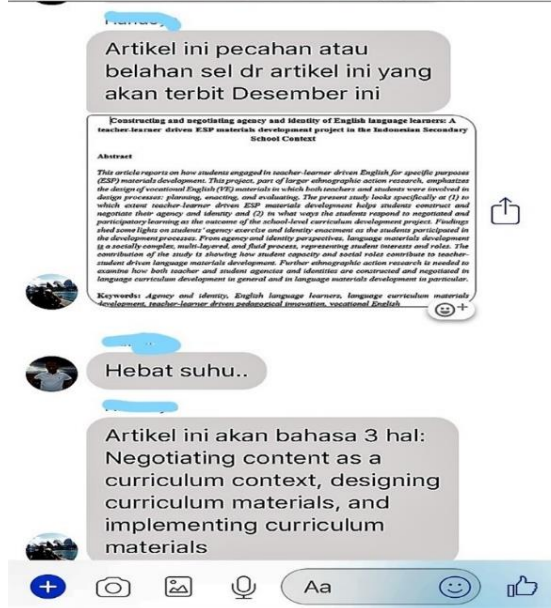 Artikel ini pecahan atau
belahan sel dr artikel ini yang
akan terbit Desember ini
Constructing and negotiating agency and identity of English language learners: A
teacher-learner driven ESP materials development project in the Indonesian Secondary
School Context
Abstract
This article reports on how students engaged in teacher-learner driven English for specific purposes
(ESP) materials development. This project, part of larger ethnographic action research, emphasizes
the design of vocational English (VE) materials in which both teachers and students were involved in
design processes: planning, enacting, and evaluating. The present study looks specifically at (1) to
which extent teacher-learner driven ESP materials development helps students construct and
negotiate their agency and identity and (2) in what ways the students respond to negotiated and
participatory learning as the outcome of the school-level curriculum development project. Findings
shed some lights on students' agency exercise and identity enactment as the students participated in
the development processes. From agency and identity perspectives, language materials development
is a socially complex, multi-layered, and fluid process, representing student interests and roles. The
contribution of the study is showing how student capacity and social roles contribute to teacher-
student driven language materials development. Further ethnographic action research is needed to
examine how both teacher and student agencies and identities are constructed and negotiated in
language curriculum development in general and in language materials development in particular.
Keywords: Agency and identity, English language learners, language curriculum materials
development, teacher-learner driven pedagogical innovation, vocational English
Hebat suhu..
Artikel ini akan bahasa 3 hal:
Negotiating content as a
curriculum context, designing
curriculum materials, and
implementing curriculum
materials
Aa